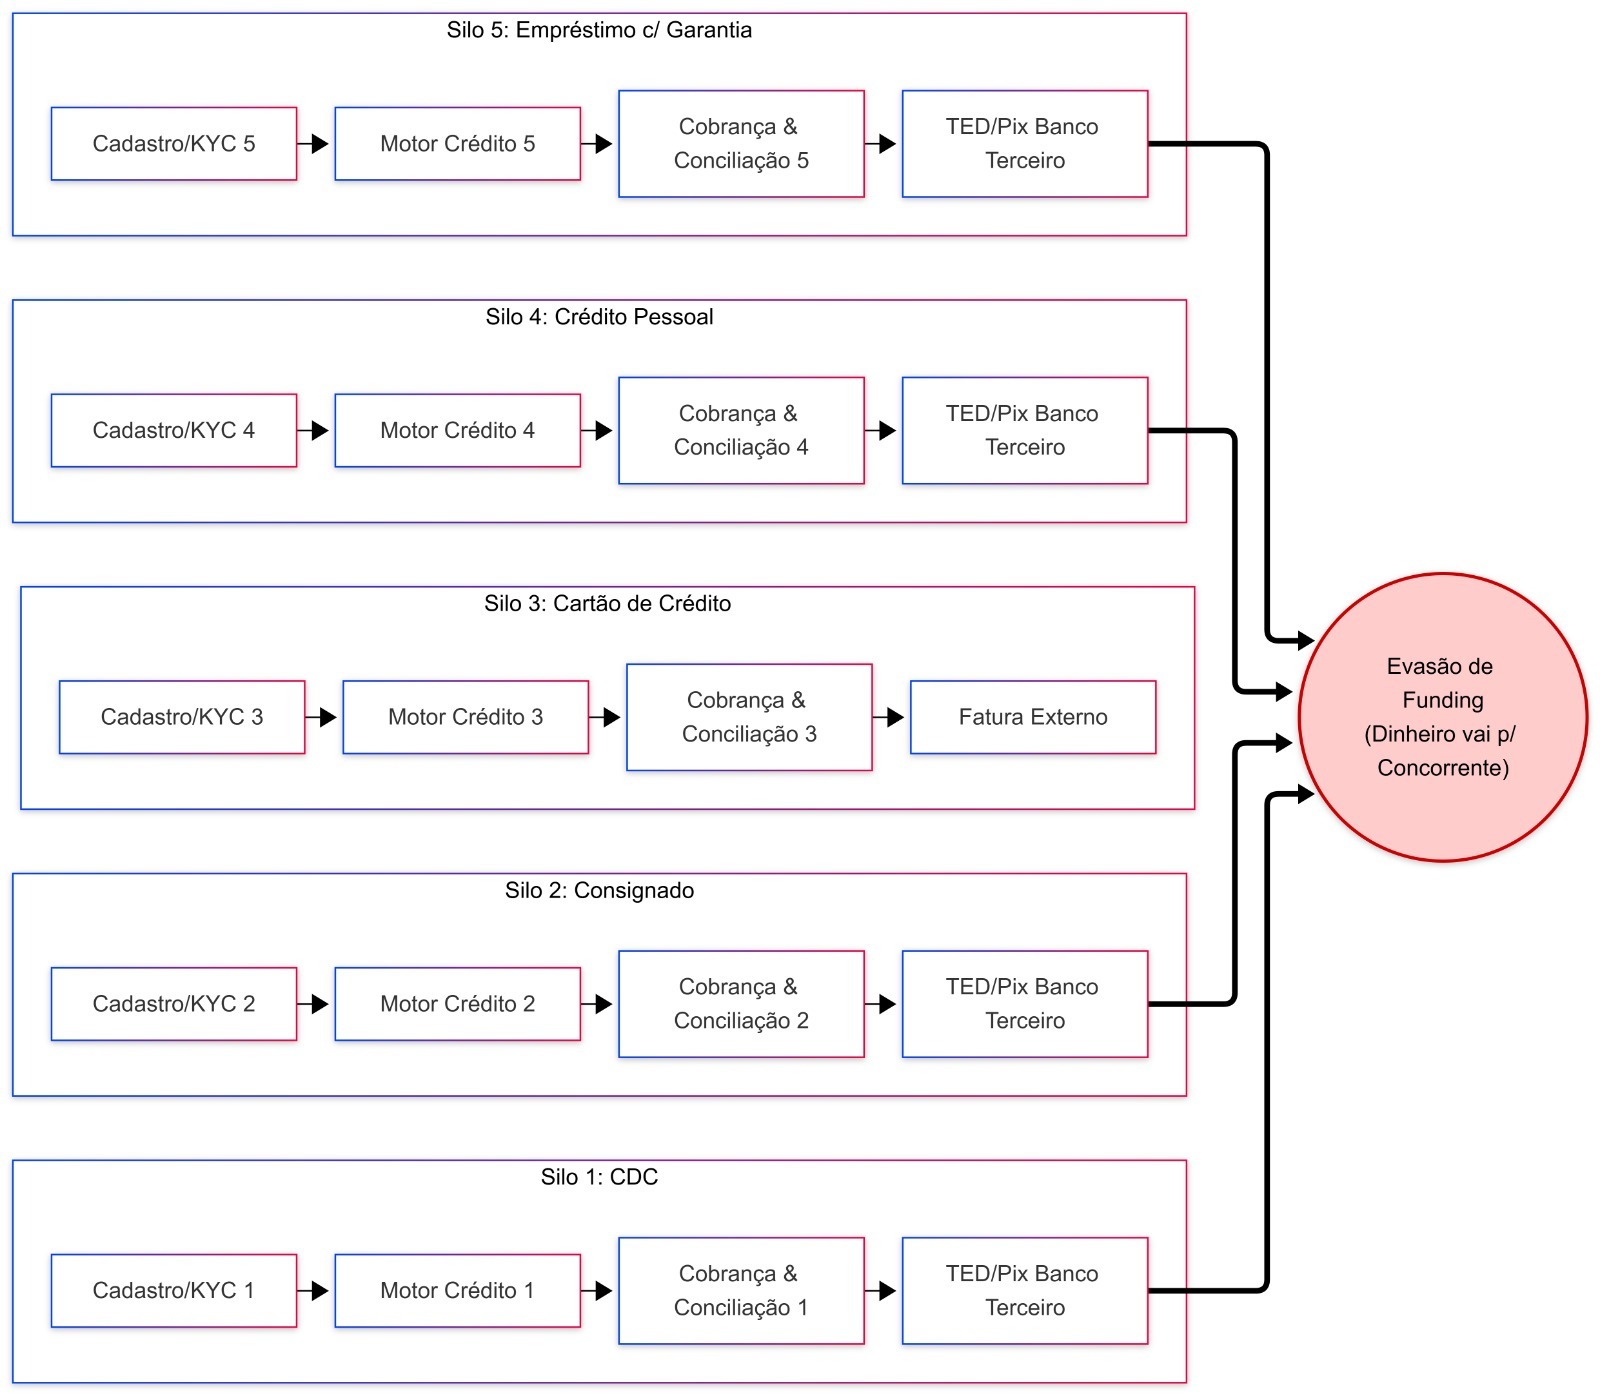 Silo 5: Empréstimo c/ Garantia
Cadastro/KYC 5
Motor Crédito 5
Cobrança &
Conciliação 5
TED/Pix Banco
Terceiro
Silo 4: Crédito Pessoal
Cadastro/KYC 4
Motor Crédito 4
Cobrança &
Conciliação 4
TED/Pix Banco
Terceiro
Silo 3: Cartão de Crédito
Cadastro/KYC 3
Motor Crédito 3
Cobrança &
Conciliação 3
Fatura Externo
Evasão de
Funding
(Dinheiro vai p/
Concorrente)
Silo 2: Consignado
Cadastro/KYC 2
Motor Crédito 2
Cobrança &
Conciliação 2
TED/Pix Banco
Terceiro
Silo 1: CDC
Cadastro/KYC 1
Motor Crédito 1
Cobrança &
Conciliação 1
TED/Pix Banco
Terceiro